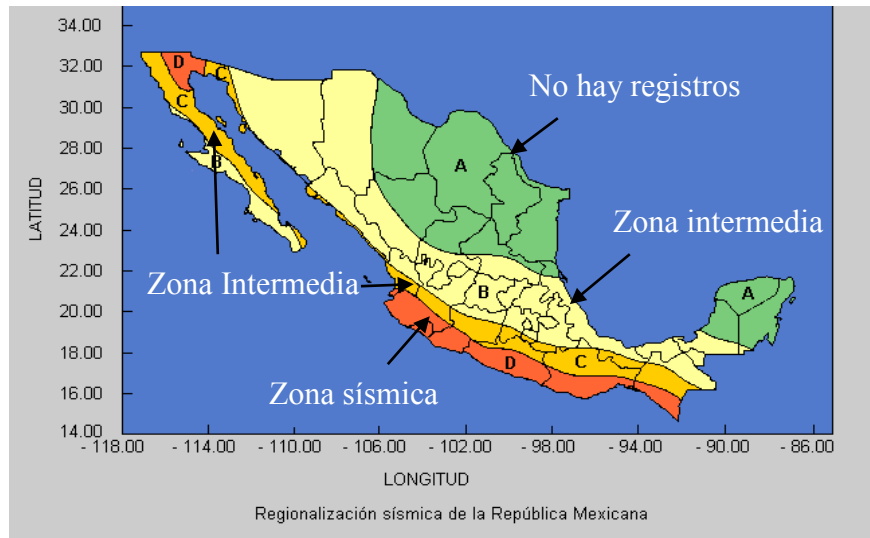 34.00
32.00
30.00
28.00
26.00
24.00
22.00
20.00
18.00
16.00
14.00
LATITUD
D
C
C
B
A
No hay registros
Zona intermedia
Zona Intermedia
B
A
Zona sísmica
D
C
- 118.00 - 114.00 - 110.00 - 106.00 - 102.00 - 98.00 - 94.00 - 90.00 - 86.00
LONGITUD
Regionalización sísmica de la República Mexicana